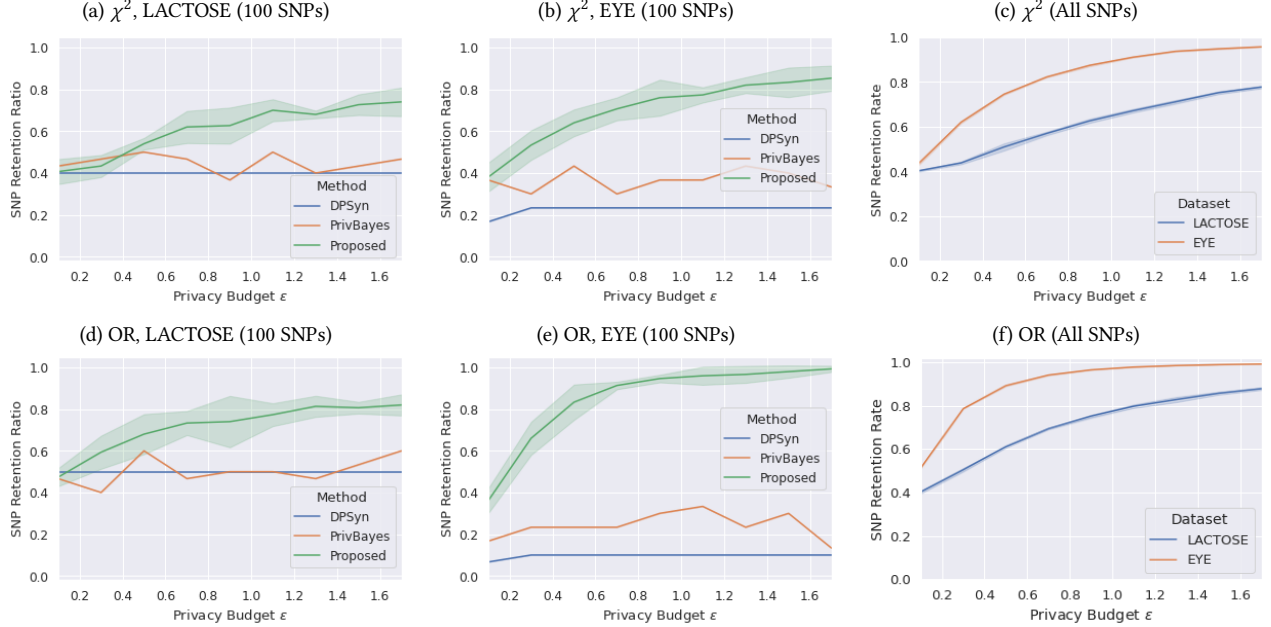 (a) χ², LACTOSE (100 SNPs)
SNP Retention Ratio
1.0
0.8
0.6
0.4
0.2
0.0
Method
DPSyn
PrivBayes
Proposed
0.2 0.4 0.6 0.8 1.0 1.2 1.4 1.6
Privacy Budget ε
(b) χ², EYE (100 SNPs)
SNP Retention Ratio
1.0
0.8
0.6
0.4
0.2
0.0
Method
DPSyn
PrivBayes
Proposed
0.2 0.4 0.6 0.8 1.0 1.2 1.4 1.6
Privacy Budget ε
(c) χ² (All SNPs)
SNP Retention Rate
1.0
0.8
0.6
0.4
0.2
0.0
Dataset
LACTOSE
EYE
0.2 0.4 0.6 0.8 1.0 1.2 1.4 1.6
Privacy Budget ε
(d) OR, LACTOSE (100 SNPs)
SNP Retention Ratio
1.0
0.8
0.6
0.4
0.2
0.0
Method
DPSyn
PrivBayes
Proposed
0.2 0.4 0.6 0.8 1.0 1.2 1.4 1.6
Privacy Budget ε
(e) OR, EYE (100 SNPs)
SNP Retention Ratio
1.0
0.8
0.6
0.4
0.2
0.0
Method
DPSyn
PrivBayes
Proposed
0.2 0.4 0.6 0.8 1.0 1.2 1.4 1.6
Privacy Budget ε
(f) OR (All SNPs)
SNP Retention Rate
1.0
0.8
0.6
0.4
0.2
0.0
Dataset
LACTOSE
EYE
0.2 0.4 0.6 0.8 1.0 1.2 1.4 1.6
Privacy Budget ε